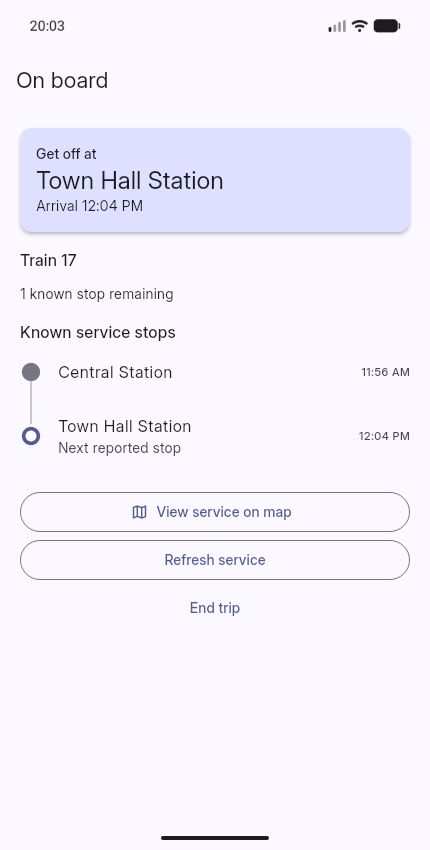 20:03
On board
Get off at
Town Hall Station
Arrival 12:04 PM
Train 17
1 known stop remaining
Known service stops
Central Station
11:56 AM
Town Hall Station
Next reported stop
12:04 PM
View service on map
Refresh service
End trip